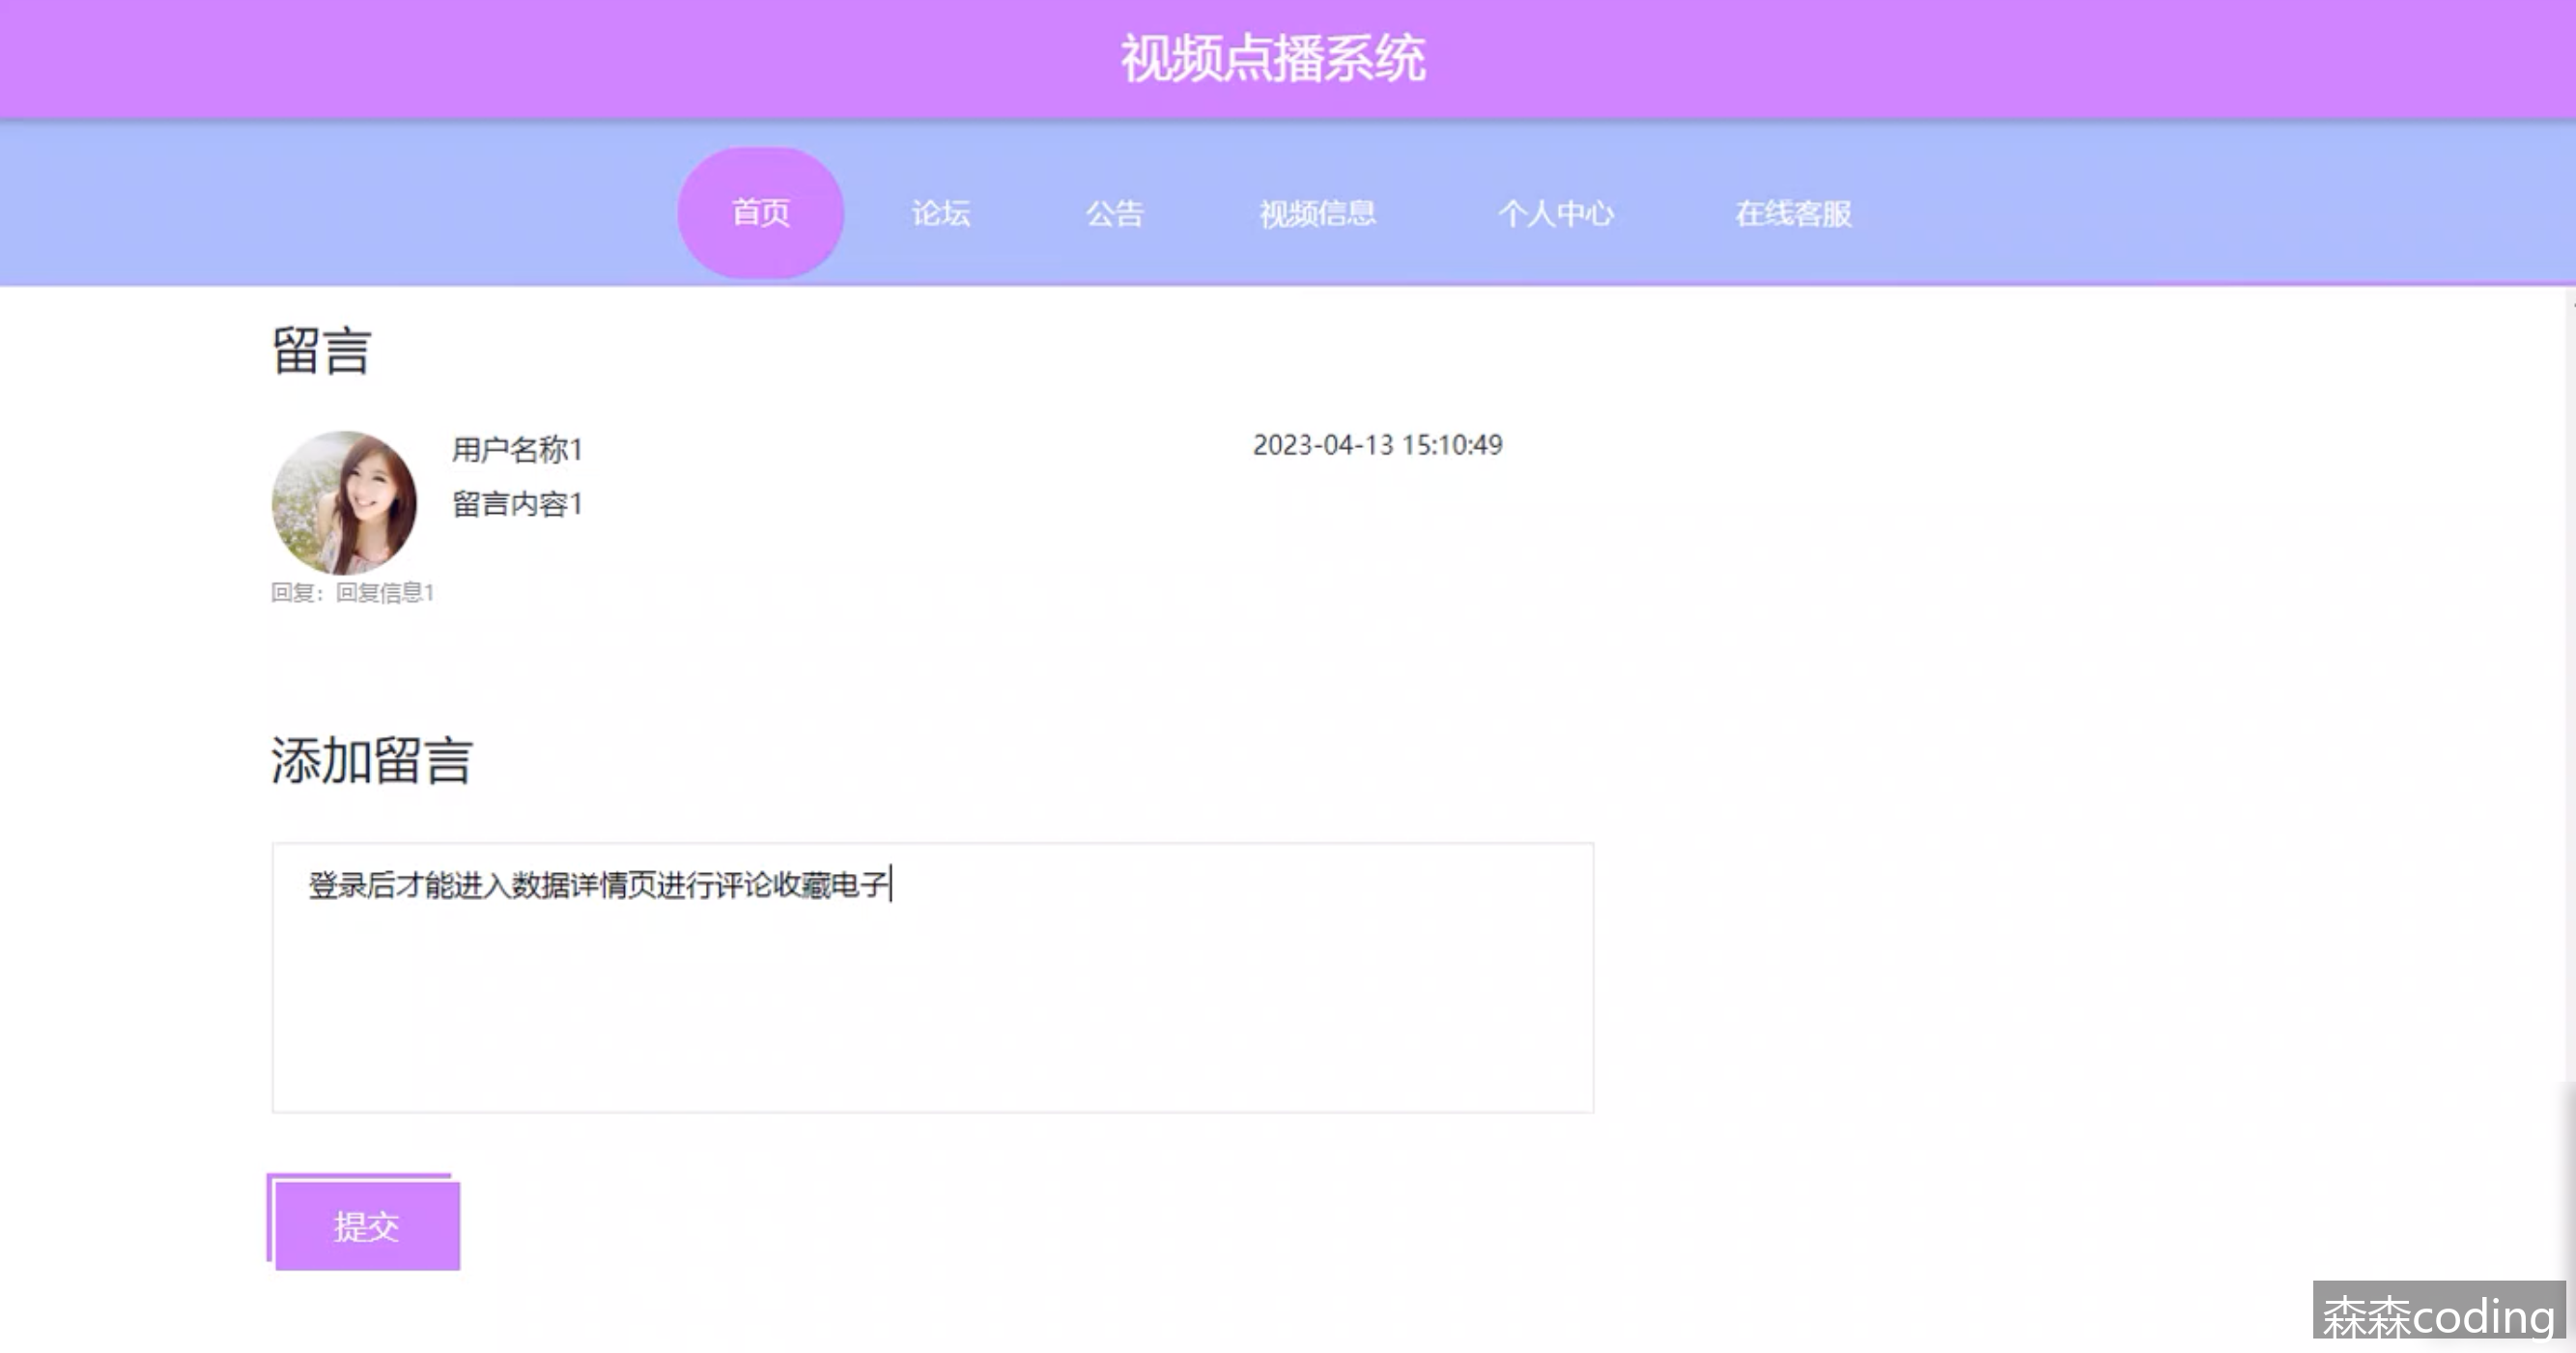 视频点播系统
首页 论坛 公告 视频信息 个人中心 在线客服
留言
用户名称1 2023-04-13 15:10:49
留言内容1
回复：回复信息1
添加留言
登录后才能进入数据详情页进行评论收藏电子
提交
森森coding